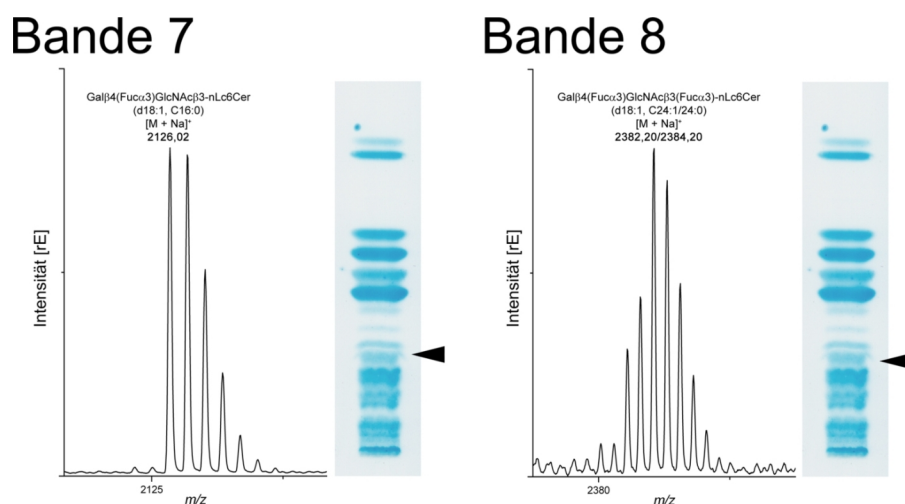 Bande 7
Galβ4(Fucα3)GlcNAcβ3-nLc6Cer
(d18:1, C16:0)
[M + Na]⁺
2126,02
Intensität [rE]
2125
m/z
Bande 8
Galβ4(Fucα3)GlcNAcβ3(Fucα3)-nLc6Cer
(d18:1, C24:1/24:0)
[M + Na]⁺
2382,20/2384,20
Intensität [rE]
2380
m/z